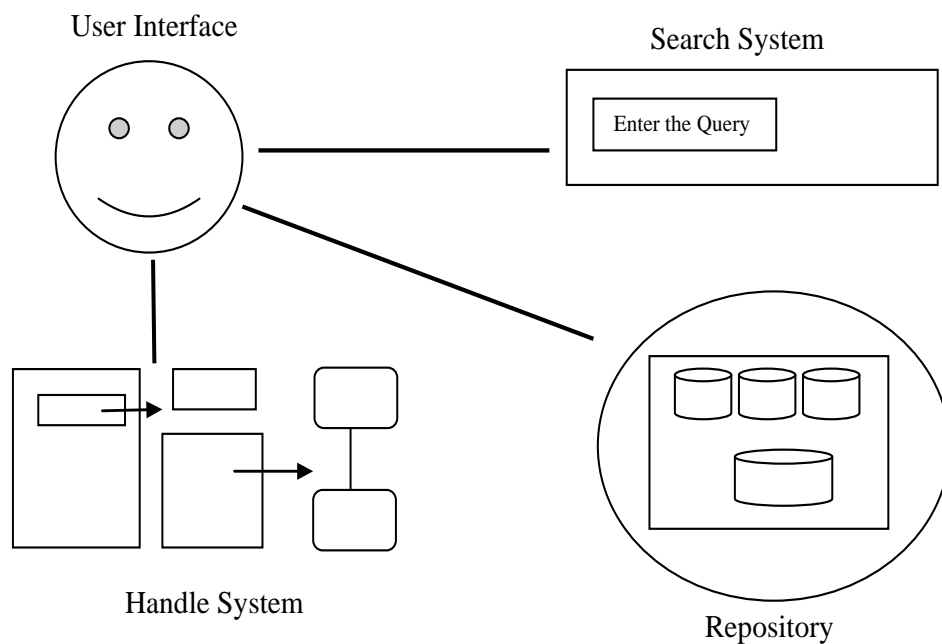 User Interface
Search System
Enter the Query
Handle System
Repository